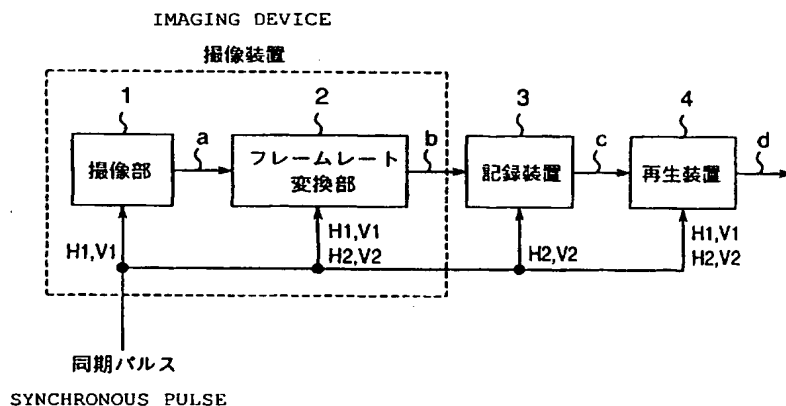 IMAGING DEVICE
撮像装置
1
2
3
4
a
b
c
d
撮像部
フレームレート
変換部
記録装置
再生装置
H1,V1
H1,V1
H2,V2
H2,V2
H1,V1
H2,V2
同期パルス
SYNCHRONOUS PULSE